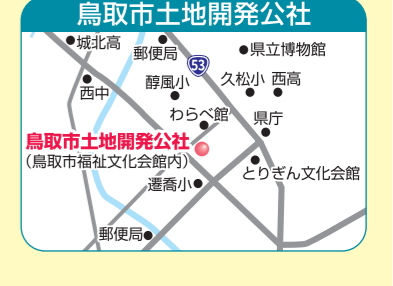 鳥取市土地開発公社
城北高
郵便局
県立博物館
53
西中
醇風小
久松小
西高
わらべ館
県庁
鳥取市土地開発公社
(鳥取市福祉文化会館内)
とりぎん文化会館
遷喬小
郵便局